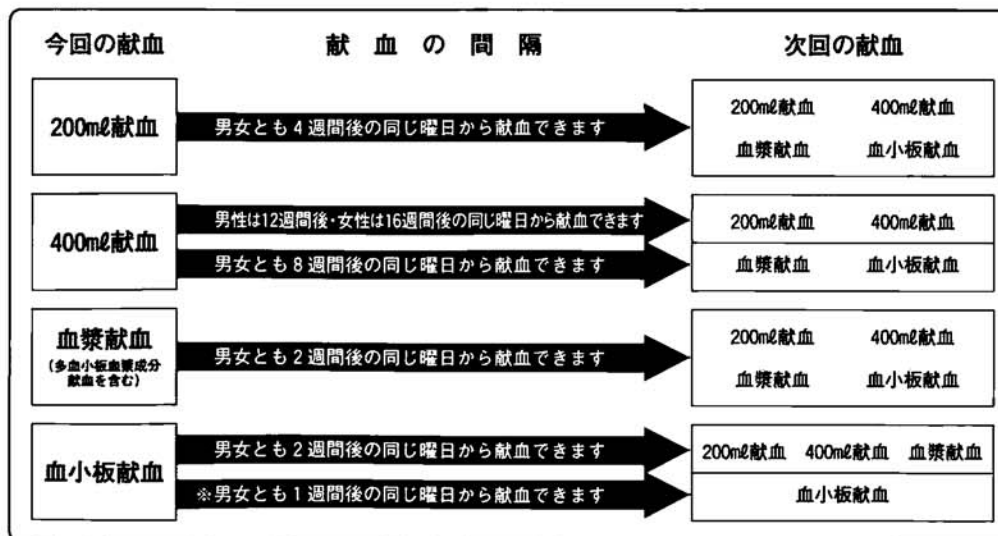 今回の献血 献血の間隔 次回の献血
200mℓ献血
男女とも4週間後の同じ曜日から献血できます
200mℓ献血 400mℓ献血
血漿献血 血小板献血
400mℓ献血
男性は12週間後・女性は16週間後の同じ曜日から献血できます
200mℓ献血 400mℓ献血
男女とも8週間後の同じ曜日から献血できます
血漿献血 血小板献血
血漿献血
(多血小板血漿成分
献血を含む)
男女とも2週間後の同じ曜日から献血できます
200mℓ献血 400mℓ献血
血漿献血 血小板献血
血小板献血
男女とも2週間後の同じ曜日から献血できます
200mℓ献血 400mℓ献血 血漿献血
※男女とも1週間後の同じ曜日から献血できます
血小板献血